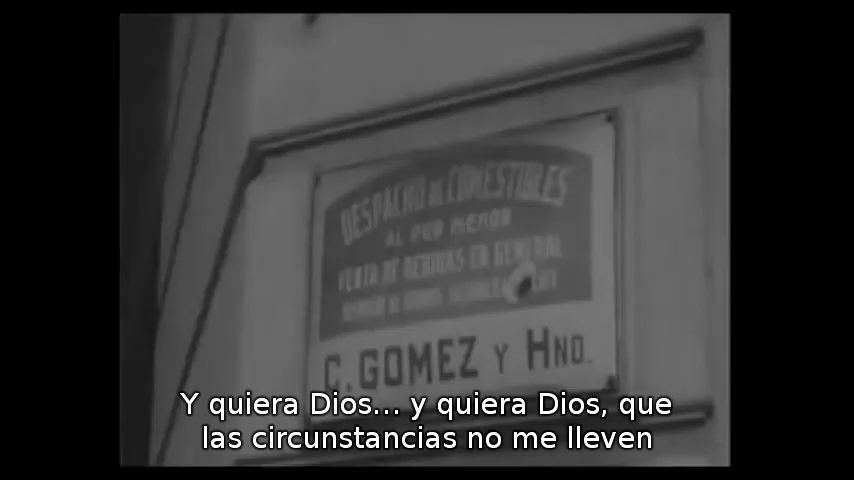 DESPACHO DE COMESTIBLES
AL POR MENOR
VENTA DE BEBIDAS EN GENERAL
C. GOMEZ Y HNO.
Y quiera Dios... y quiera Dios, que
las circunstancias no me lleven